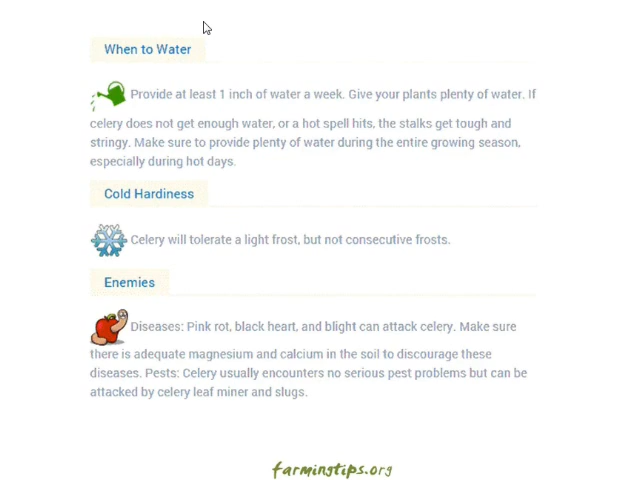 When to Water
Provide at least 1 inch of water a week. Give your plants plenty of water. If
celery does not get enough water, or a hot spell hits, the stalks get tough and
stringy. Make sure to provide plenty of water during the entire growing season,
especially during hot days.
Cold Hardiness
Celery will tolerate a light frost, but not consecutive frosts.
Enemies
Diseases: Pink rot, black heart, and blight can attack celery. Make sure
there is adequate magnesium and calcium in the soil to discourage these
diseases. Pests: Celery usually encounters no serious pest problems but can be
attacked by celery leaf miner and slugs.
farmingtips.org